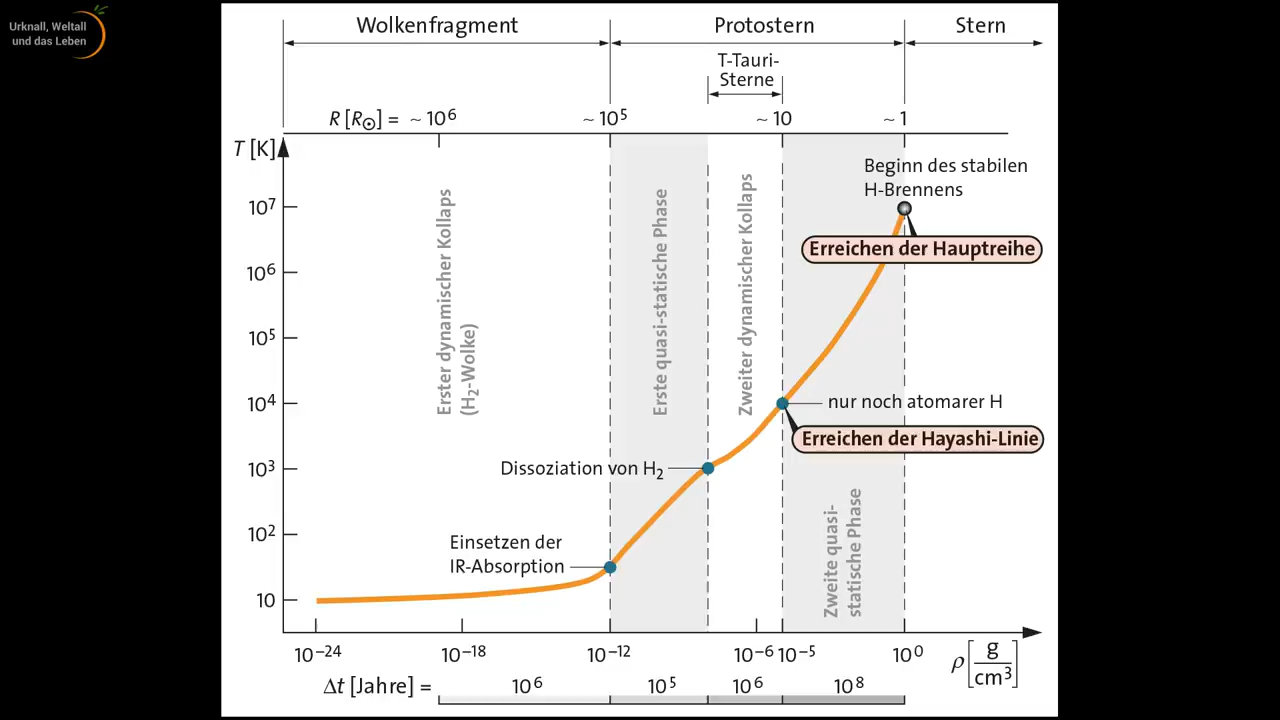 Urknall, Weltall
und das Leben
Wolkenfragment
Protostern
Stern
T-Tauri-
Sterne
R [R☉] = ~ 10⁶
~ 10⁵
~ 10
~ 1
T [K]
10⁷
10⁶
10⁵
10⁴
10³
10²
10
Erster dynamischer Kollaps
(H₂-Wolke)
Erste quasi-statische Phase
Zweiter dynamischer Kollaps
Zweite quasi-
statische Phase
Beginn des stabilen
H-Brennens
Erreichen der Hauptreihe
nur noch atomarer H
Erreichen der Hayashi-Linie
Dissoziation von H₂
Einsetzen der
IR-Absorption
10⁻²⁴
10⁻¹⁸
10⁻¹²
10⁻⁶
10⁻⁵
10⁰
ρ [g/cm³]
Δt [Jahre] =
10⁶
10⁵
10⁶
10⁸